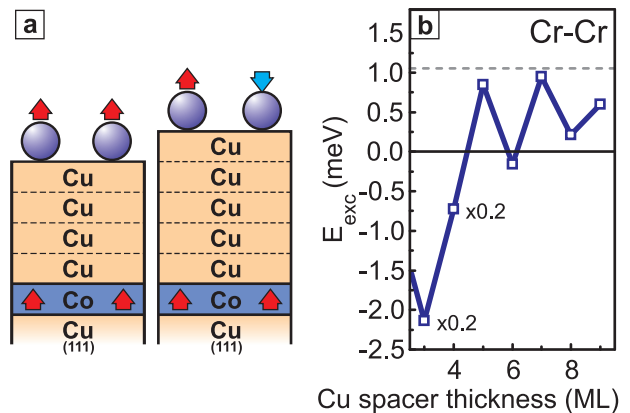 a
Cu
Cu
Cu
Cu
Co
Cu
(111)
Cu
Cu
Cu
Cu
Cu
Co
Cu
(111)
b
Cr-Cr
E_exc (meV)
1.5
1.0
0.5
0.0
-0.5
-1.0
-1.5
-2.0
-2.5
x0.2
x0.2
4
6
8
Cu spacer thickness (ML)